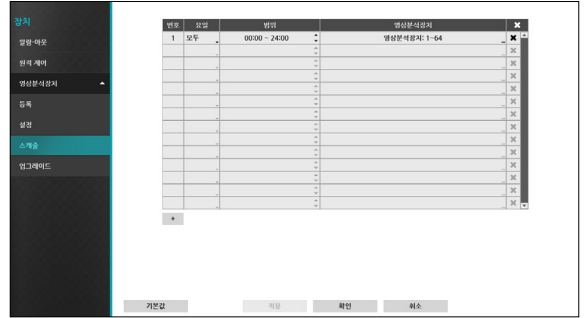 장치
알람-아웃
원격 제어
영상분석장치
등록
설정
스케줄
업그레이드
번호 요일 범위 영상분석장치
1 모두 00:00 ~ 24:00 영상분석장치: 1~64
+
기본값 적용 확인 취소